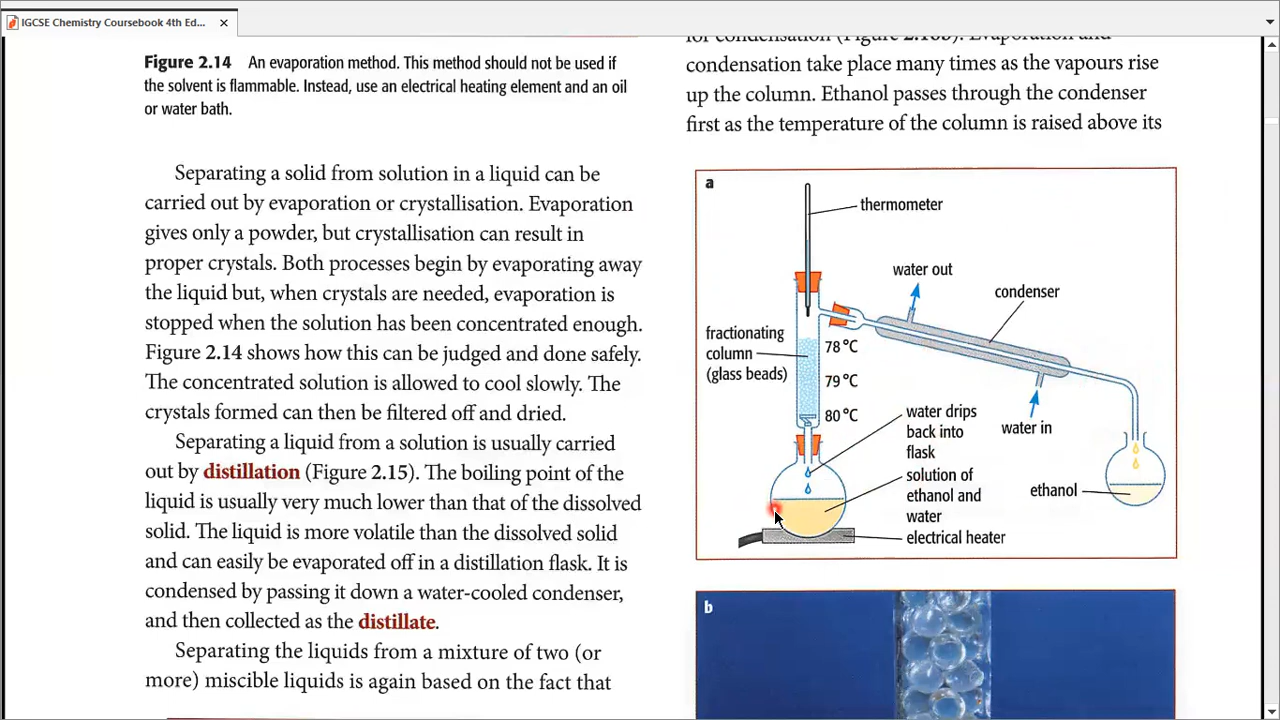 IGCSE Chemistry Coursebook 4th Ed...
Figure 2.14 An evaporation method. This method should not be used if
the solvent is flammable. Instead, use an electrical heating element and an oil
or water bath.
Separating a solid from solution in a liquid can be
carried out by evaporation or crystallisation. Evaporation
gives only a powder, but crystallisation can result in
proper crystals. Both processes begin by evaporating away
the liquid but, when crystals are needed, evaporation is
stopped when the solution has been concentrated enough.
Figure 2.14 shows how this can be judged and done safely.
The concentrated solution is allowed to cool slowly. The
crystals formed can then be filtered off and dried.
Separating a liquid from a solution is usually carried
out by distillation (Figure 2.15). The boiling point of the
liquid is usually very much lower than that of the dissolved
solid. The liquid is more volatile than the dissolved solid
and can easily be evaporated off in a distillation flask. It is
condensed by passing it down a water-cooled condenser,
and then collected as the distillate.
Separating the liquids from a mixture of two (or
more) miscible liquids is again based on the fact that
for condensation (Figure 2.16b). Evaporation and
condensation take place many times as the vapours rise
up the column. Ethanol passes through the condenser
first as the temperature of the column is raised above its
a
thermometer
water out
condenser
fractionating
column
(glass beads)
78 °C
79 °C
80 °C
water drips
back into
flask
water in
solution of
ethanol and
water
ethanol
electrical heater
b